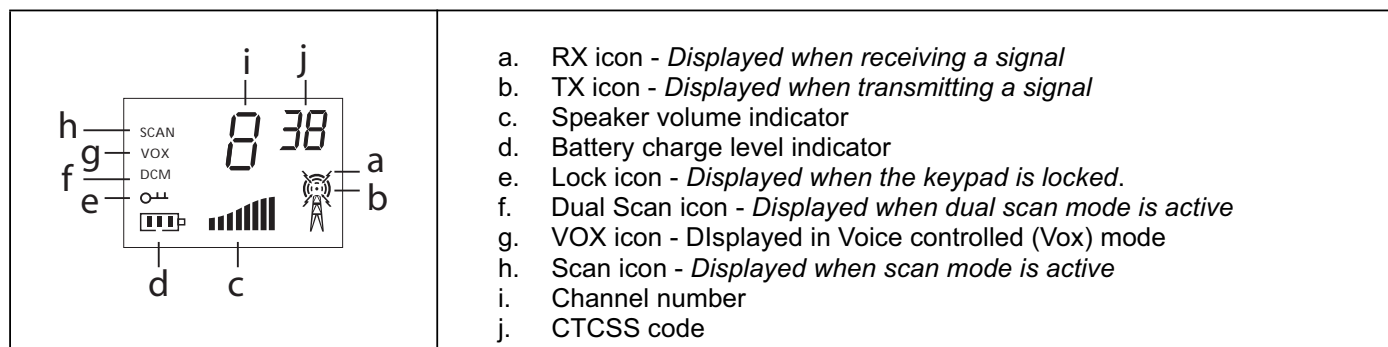 i j
h SCAN 8 38
g VOX
f DCM a
e b
d c
a. RX icon - Displayed when receiving a signal
b. TX icon - Displayed when transmitting a signal
c. Speaker volume indicator
d. Battery charge level indicator
e. Lock icon - Displayed when the keypad is locked.
f. Dual Scan icon - Displayed when dual scan mode is active
g. VOX icon - DIsplayed in Voice controlled (Vox) mode
h. Scan icon - Displayed when scan mode is active
i. Channel number
j. CTCSS code